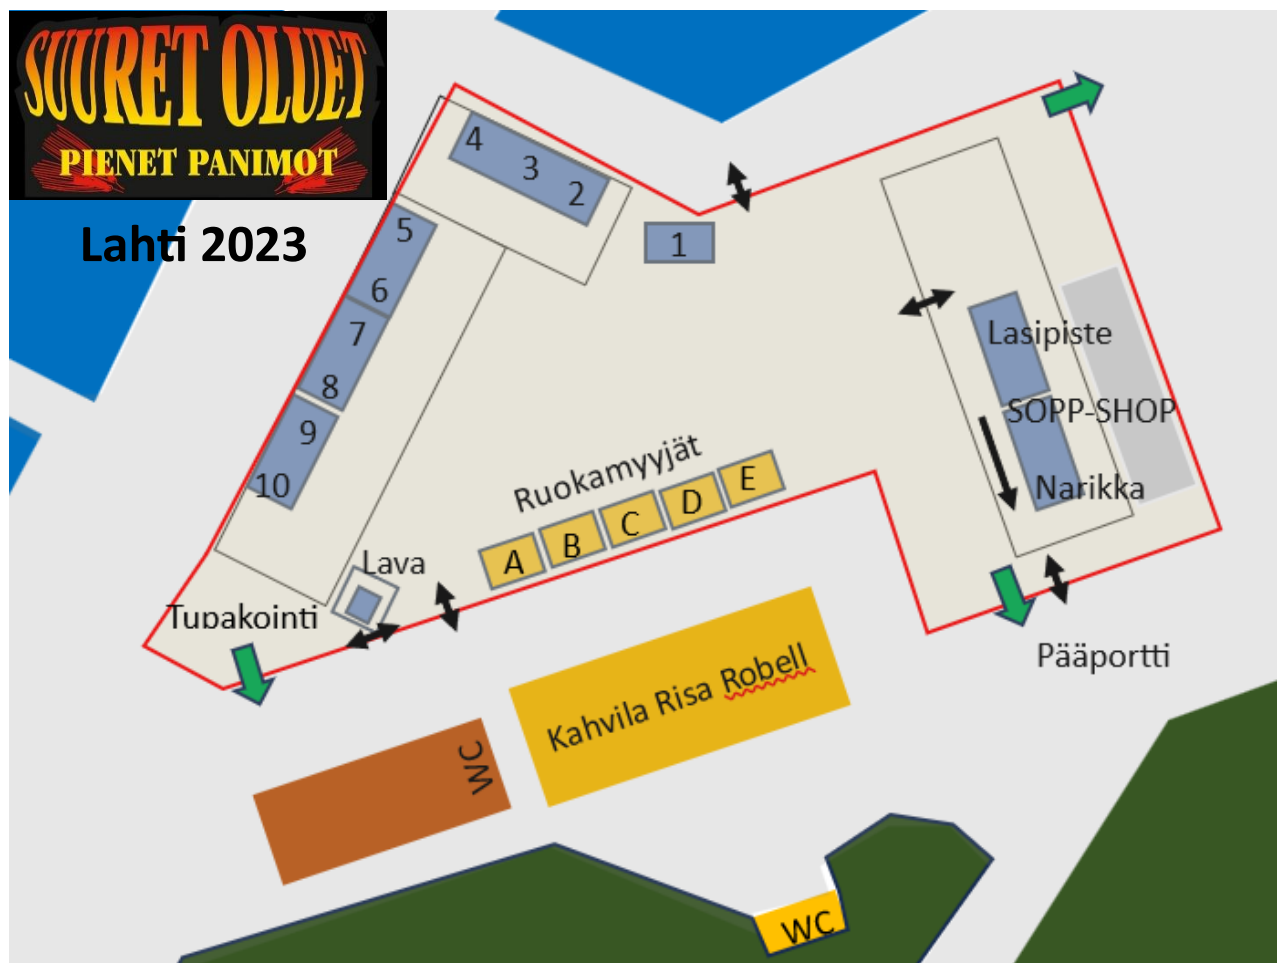 SUURET OLUET
PIENET PANIMOT
®
Lahti 2023
4
3
2
1
5
6
7
8
9
10
Lasipiste
SOPP-SHOP
Narikka
Ruokamyyjät
A
B
C
D
E
Lava
Tupakointi
Pääportti
Kahvila Risa Robell
WC
WC